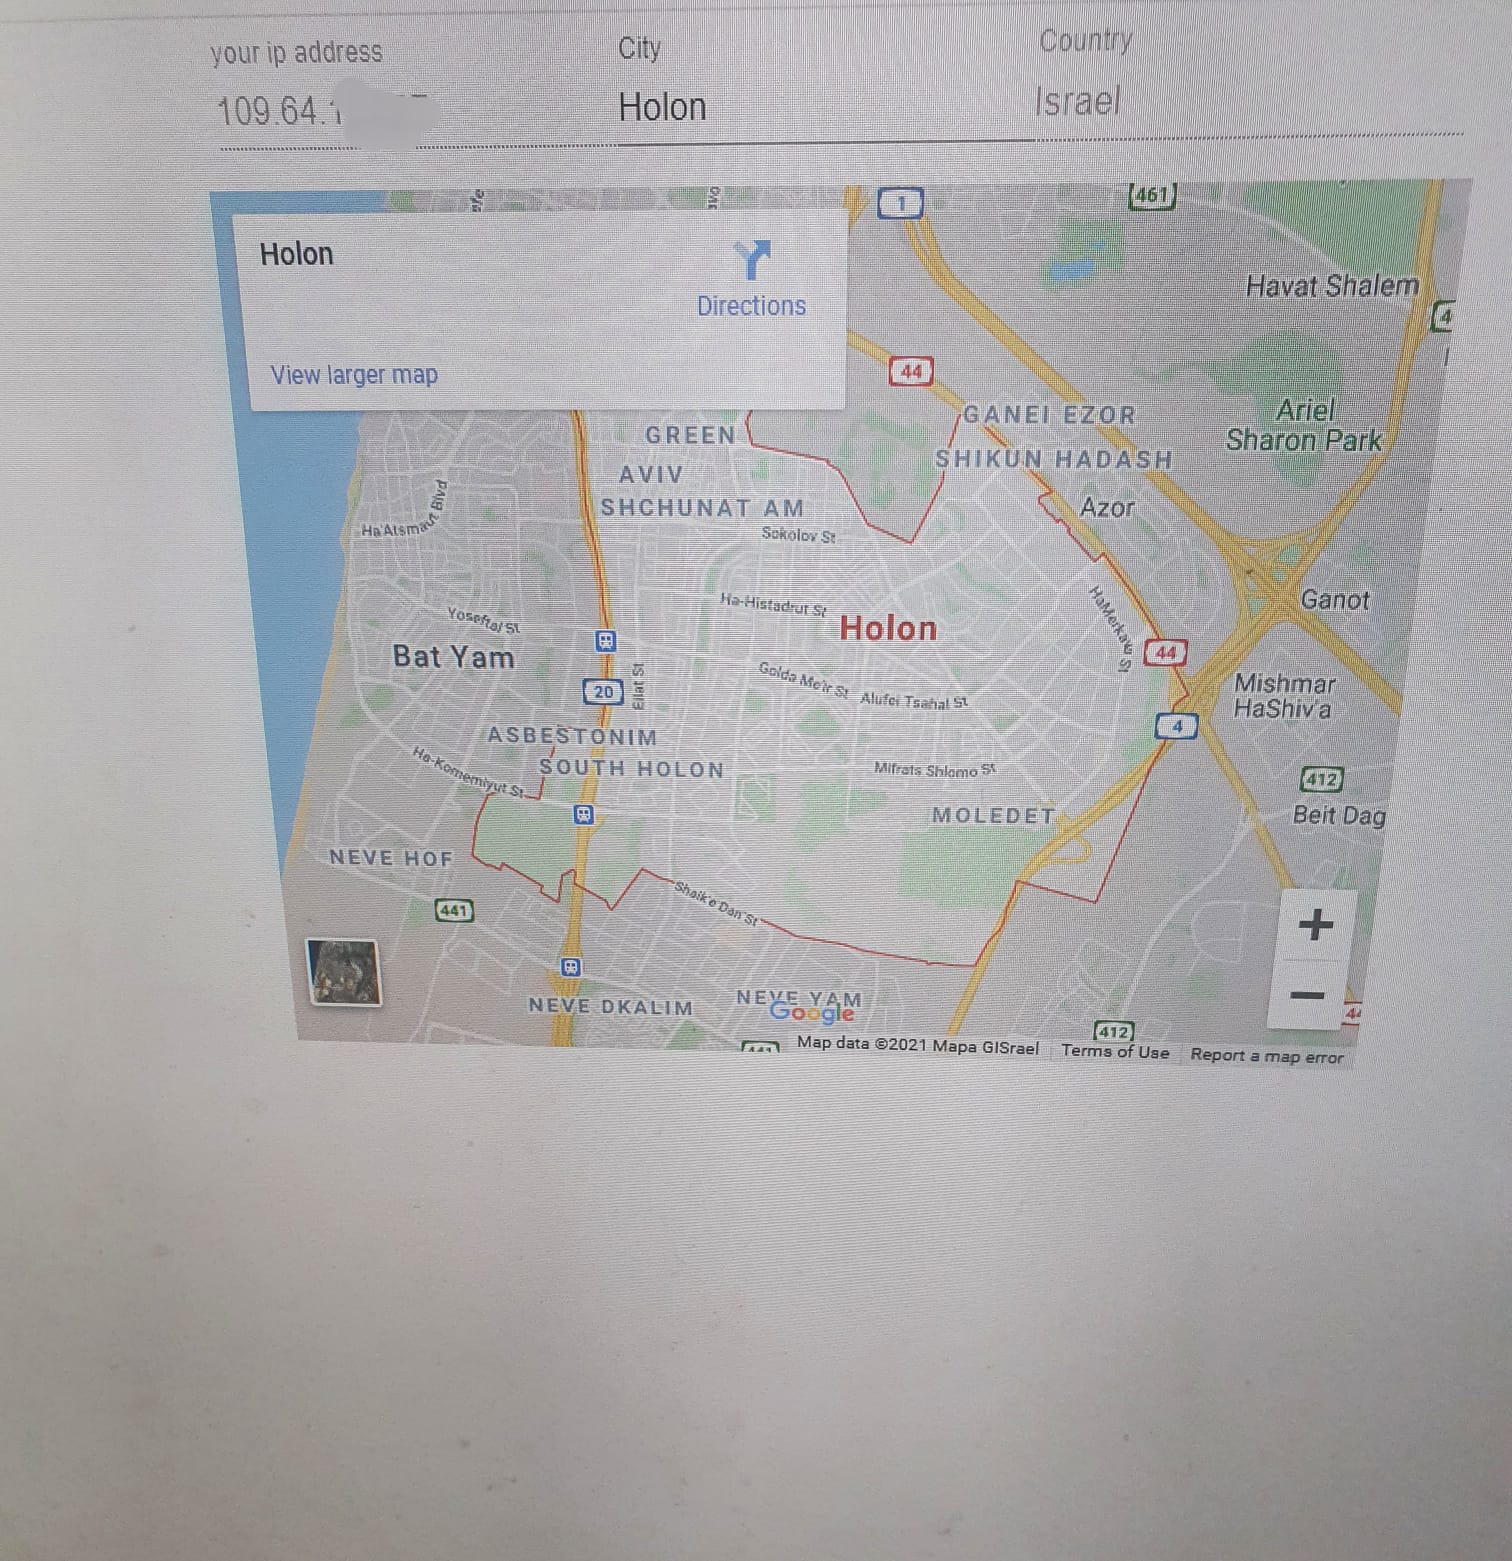 your ip address
City
Country
109.64.1
Holon
Israel
1
461
Holon
Directions
View larger map
Havat Shalem
4
44
GANEI EZOR
Ariel
Sharon Park
GREEN
AVIV
SHIKUN HADASH
SHCHUNAT AM
Azor
Ha'Atsmaut Blvd
Sokolov St
Ha-Histadrut St
HaMerkava St
Ganot
Yoseftal St
Holon
Bat Yam
44
Golda Me'ir St
Alufei Tsahal St
Mishmar
HaShiv'a
20
Eilat St
4
ASBESTONIM
SOUTH HOLON
Ha-Komemiyut St
Mifrats Shlomo St
412
MOLEDET
Beit Dag
NEVE HOF
Shaik'e Dan St
441
NEVE DKALIM
NEVE YAM
Google
412
Map data ©2021 Mapa GISrael
Terms of Use
Report a map error